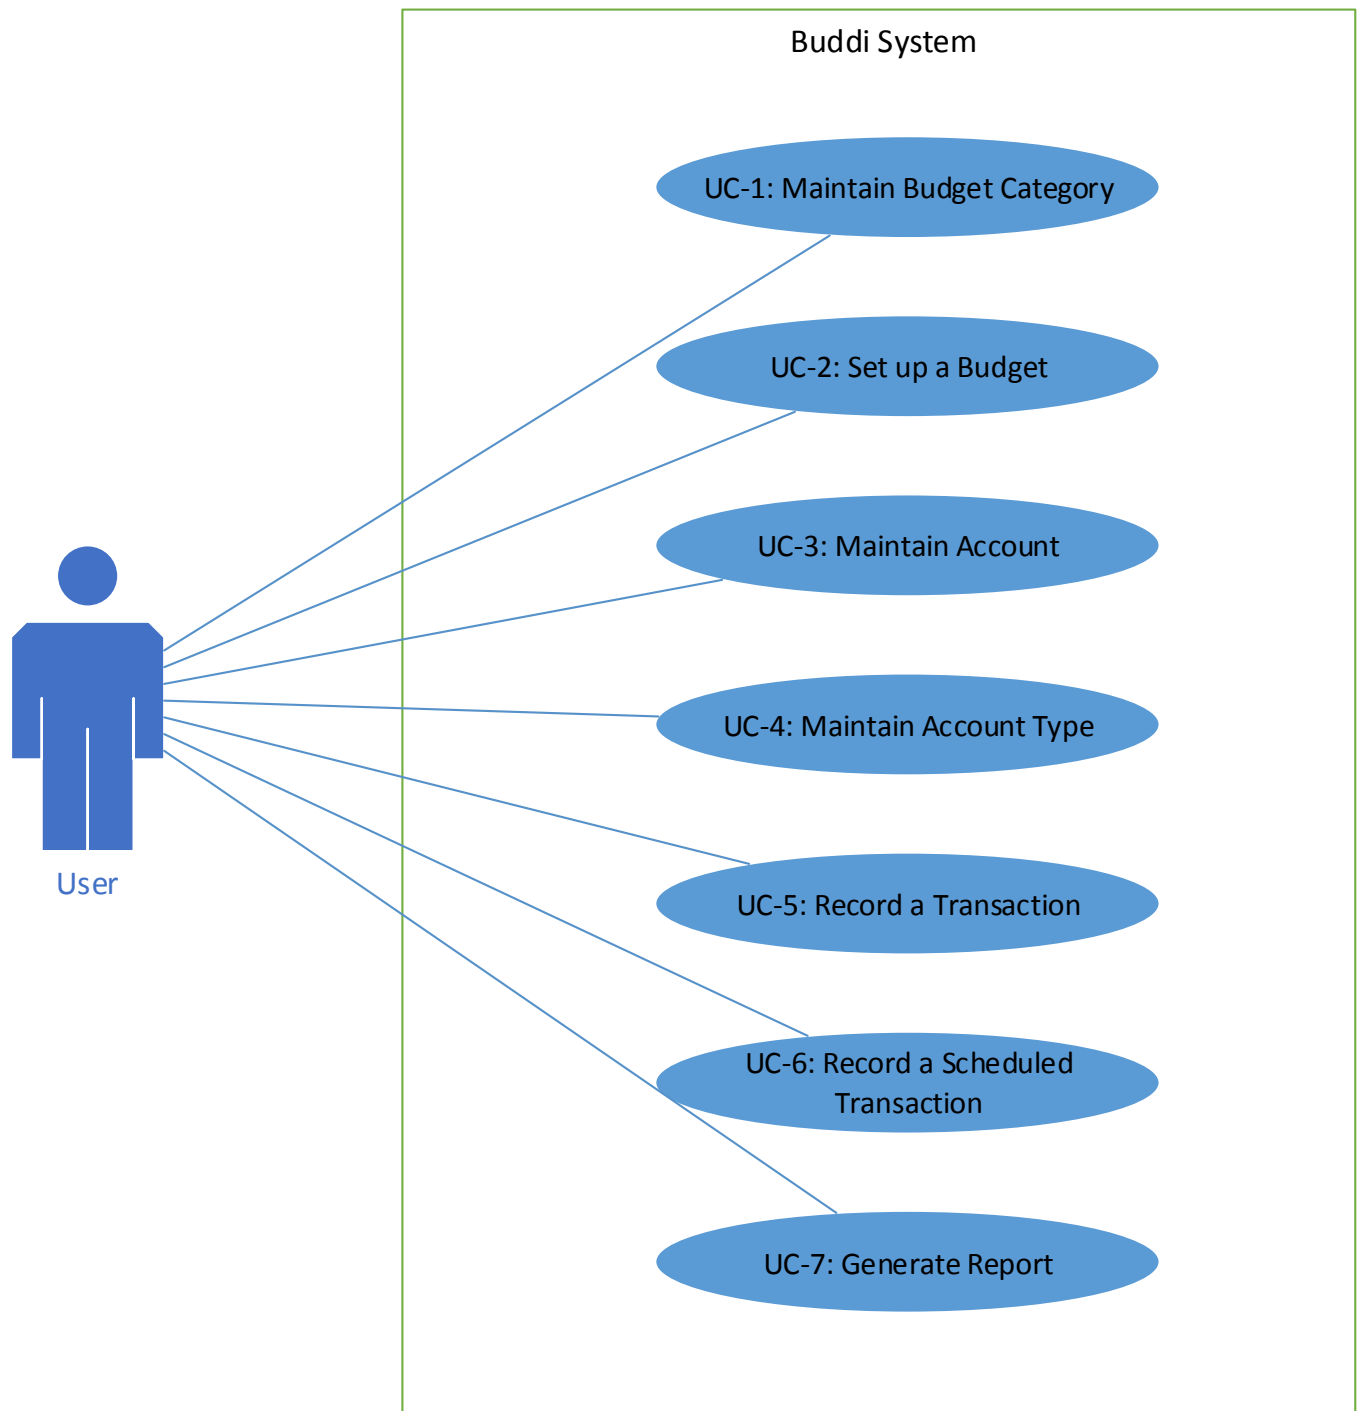 Buddi System
UC-1: Maintain Budget Category
UC-2: Set up a Budget
UC-3: Maintain Account
UC-4: Maintain Account Type
User
UC-5: Record a Transaction
UC-6: Record a Scheduled
Transaction
UC-7: Generate Report